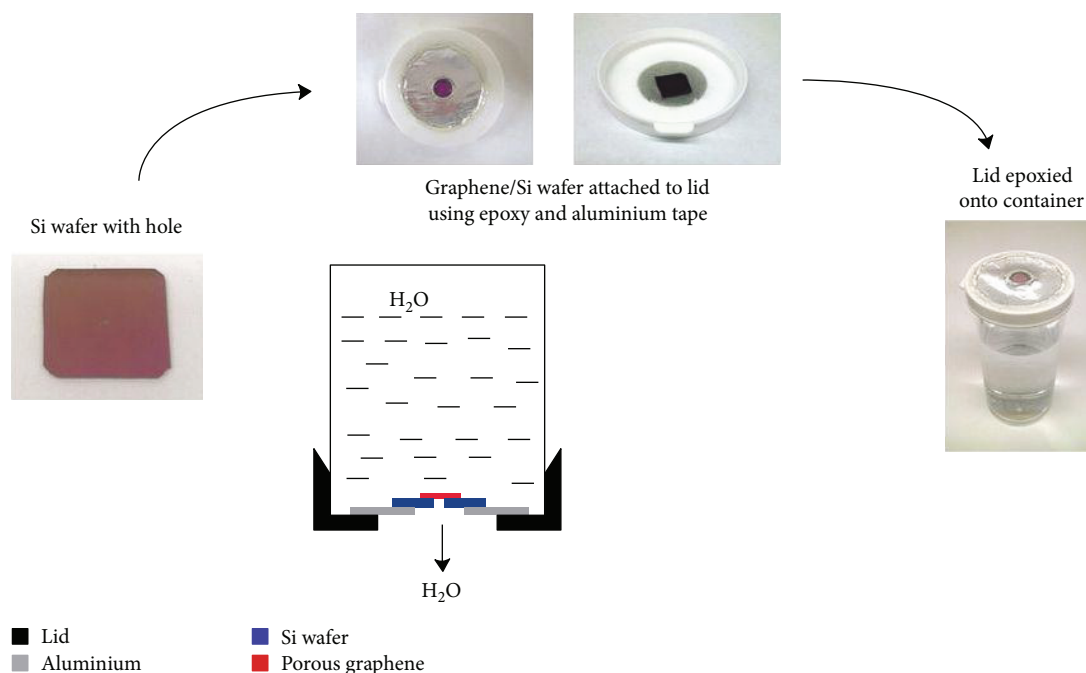 Graphene/Si wafer attached to lid
using epoxy and aluminium tape
Lid epoxied
onto container
Si wafer with hole
H₂O
H₂O
Lid
Aluminium
Si wafer
Porous graphene